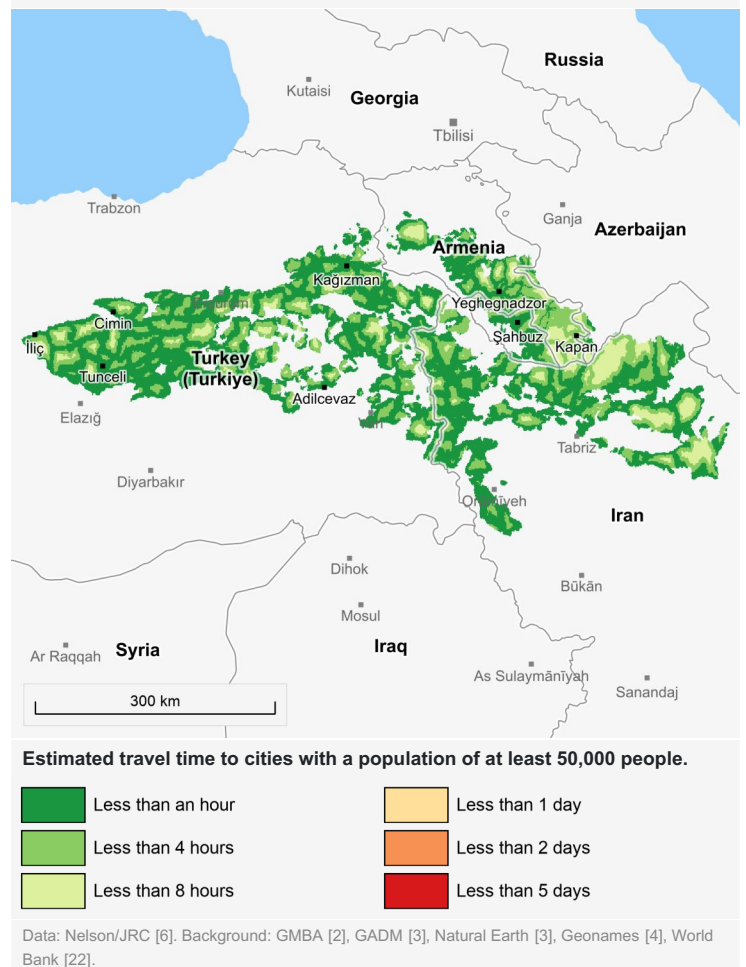 Russia
Kutaisi
Georgia
Tbilisi
Trabzon
Ganja
Azerbaijan
Armenia
Kağızman
Yeghegnadzor
Cimin
Şahbuz
Kapan
İliç
Turkey
(Turkiye)
Tunceli
Adilcevaz
Elazığ
Tabriz
Diyarbakır
Iran
Dihok
Būkān
Mosul
Syria
Iraq
Ar Raqqah
As Sulaymānīyah
Sanandaj
300 km
Estimated travel time to cities with a population of at least 50,000 people.
Less than an hour
Less than 1 day
Less than 4 hours
Less than 2 days
Less than 8 hours
Less than 5 days
Data: Nelson/JRC [6]. Background: GMBA [2], GADM [3], Natural Earth [3], Geonames [4], World
Bank [22].